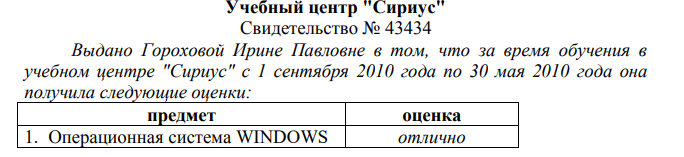 Учебный центр "Сириус"
Свидетельство № 43434
Выдано Гороховой Ирине Павловне в том, что за время обучения в
учебном центре "Сириус" с 1 сентября 2010 года по 30 мая 2010 года она
получила следующие оценки:
предмет оценка
1. Операционная система WINDOWS отлично